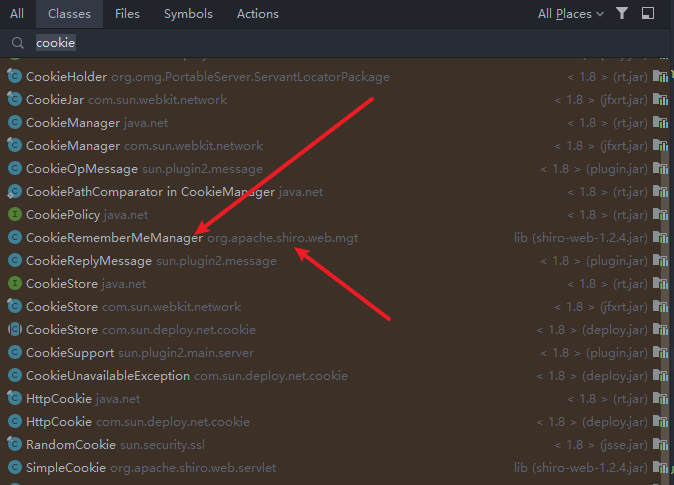 All Classes Files Symbols Actions All Places
cookie
CookieHolder org.omg.PortableServer.ServantLocatorPackage < 1.8 > (rt.jar)
CookieJar com.sun.webkit.network < 1.8 > (jfxrt.jar)
CookieManager java.net < 1.8 > (rt.jar)
CookieManager com.sun.webkit.network < 1.8 > (jfxrt.jar)
CookieOpMessage sun.plugin2.message < 1.8 > (plugin.jar)
CookiePathComparator in CookieManager java.net < 1.8 > (rt.jar)
CookiePolicy java.net < 1.8 > (rt.jar)
CookieRememberMeManager org.apache.shiro.web.mgt lib (shiro-web-1.2.4.jar)
CookieReplyMessage sun.plugin2.message < 1.8 > (plugin.jar)
CookieStore java.net < 1.8 > (rt.jar)
CookieStore com.sun.webkit.network < 1.8 > (jfxrt.jar)
CookieStore com.sun.deploy.net.cookie < 1.8 > (deploy.jar)
CookieSupport sun.plugin2.main.server < 1.8 > (plugin.jar)
CookieUnavailableException com.sun.deploy.net.cookie < 1.8 > (deploy.jar)
HttpCookie java.net < 1.8 > (rt.jar)
HttpCookie com.sun.deploy.net.cookie < 1.8 > (deploy.jar)
RandomCookie sun.security.ssl < 1.8 > (jsse.jar)
SimpleCookie org.apache.shiro.web.servlet lib (shiro-web-1.2.4.jar)